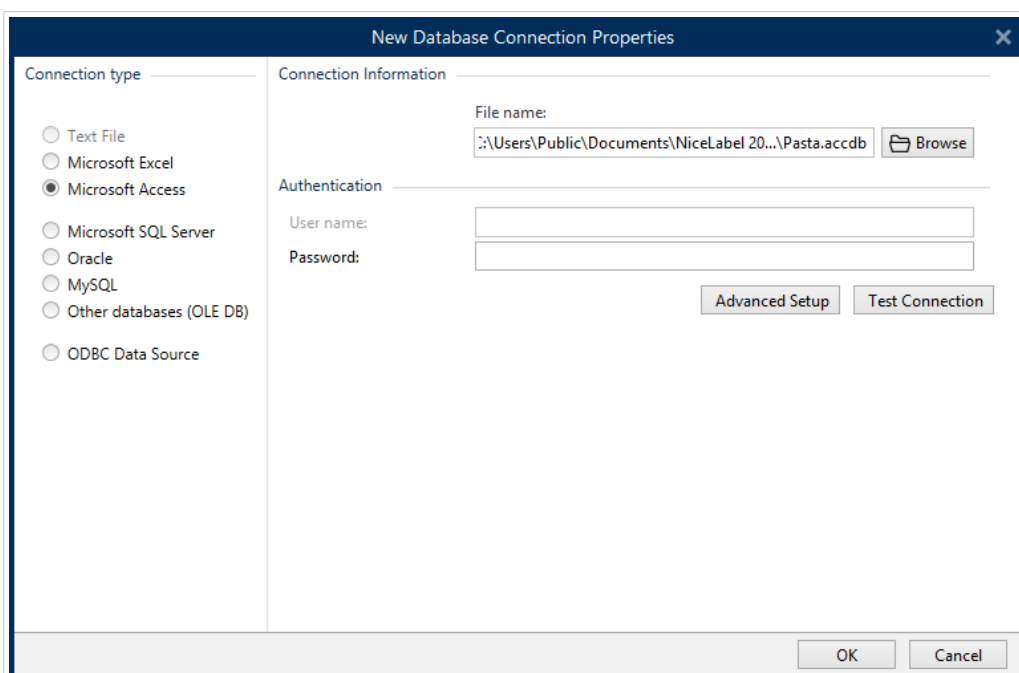 New Database Connection Properties
Connection type
Text File
Microsoft Excel
Microsoft Access
Microsoft SQL Server
Oracle
MySQL
Other databases (OLE DB)
ODBC Data Source
Connection Information
File name:
:\Users\Public\Documents\NiceLabel 20...\Pasta.accdb
Browse
Authentication
User name:
Password:
Advanced Setup
Test Connection
OK
Cancel